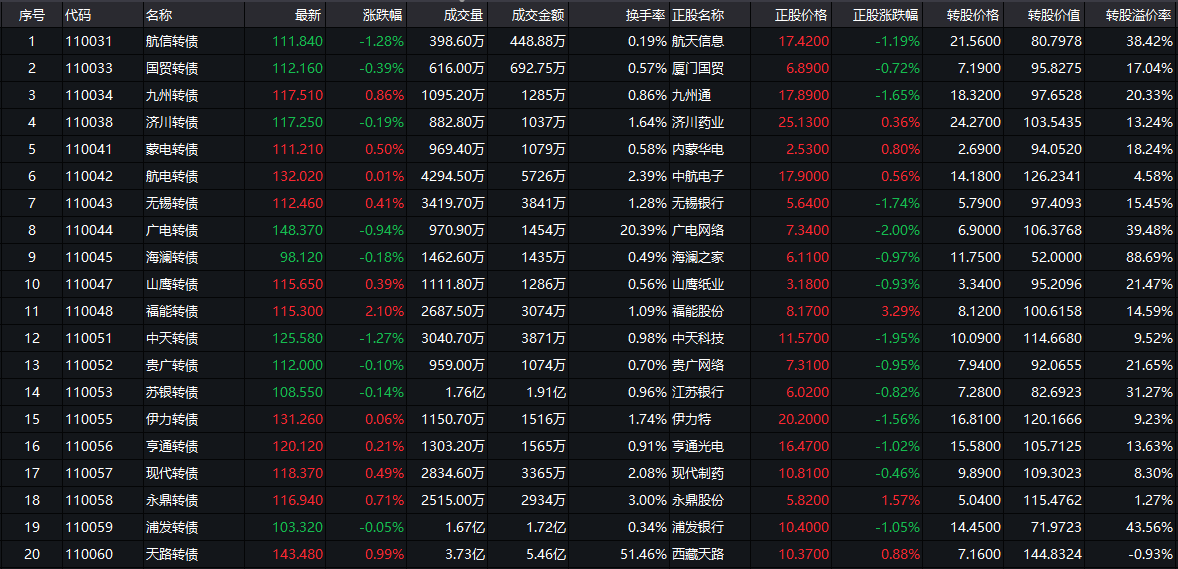 序号 代码 名称 最新 涨跌幅 成交量 成交金额 换手率 正股名称 正股价格 正股涨跌幅 转股价格 转股价值 转股溢价率
1 110031 航信转债 111.840 -1.28% 398.60万 448.88万 0.19% 航天信息 17.4200 -1.19% 21.5600 80.7978 38.42%
2 110033 国贸转债 112.160 -0.39% 616.00万 692.75万 0.57% 厦门国贸 6.8900 -0.72% 7.1900 95.8275 17.04%
3 110034 九州转债 117.510 0.86% 1095.20万 1285万 0.86% 九州通 17.8900 -1.65% 18.3200 97.6528 20.33%
4 110038 济川转债 117.250 -0.19% 882.80万 1037万 1.64% 济川药业 25.1300 0.36% 24.2700 103.5435 13.24%
5 110041 蒙电转债 111.210 0.50% 969.40万 1079万 0.58% 内蒙华电 2.5300 0.80% 2.6900 94.0520 18.24%
6 110042 航电转债 132.020 0.01% 4294.50万 5726万 2.39% 中航电子 17.9000 0.56% 14.1800 126.2341 4.58%
7 110043 无锡转债 112.460 0.41% 3419.70万 3841万 1.28% 无锡银行 5.6400 -1.74% 5.7900 97.4093 15.45%
8 110044 广电转债 148.370 -0.94% 970.90万 1454万 20.39% 广电网络 7.3400 -2.00% 6.9000 106.3768 39.48%
9 110045 海澜转债 98.120 -0.18% 1462.60万 1435万 0.49% 海澜之家 6.1100 -0.97% 11.7500 52.0000 88.69%
10 110047 山鹰转债 115.650 0.39% 1111.80万 1286万 0.56% 山鹰纸业 3.1800 -0.93% 3.3400 95.2096 21.47%
11 110048 福能转债 115.300 2.10% 2687.50万 3074万 1.09% 福能股份 8.1700 3.29% 8.1200 100.6158 14.59%
12 110051 中天转债 125.580 -1.27% 3040.70万 3871万 0.98% 中天科技 11.5700 -1.95% 10.0900 114.6680 9.52%
13 110052 贵广转债 112.000 -0.10% 959.00万 1074万 0.70% 贵广网络 7.3100 -0.95% 7.9400 92.0655 21.65%
14 110053 苏银转债 108.550 -0.14% 1.76亿 1.91亿 0.96% 江苏银行 6.0200 -0.82% 7.2800 82.6923 31.27%
15 110055 伊力转债 131.260 0.06% 1150.70万 1516万 1.74% 伊力特 20.2000 -1.56% 16.8100 120.1666 9.23%
16 110056 亨通转债 120.120 0.21% 1303.20万 1565万 0.91% 亨通光电 16.4700 -1.02% 15.5800 105.7125 13.63%
17 110057 现代转债 118.370 0.49% 2834.60万 3365万 2.08% 现代制药 10.8100 -0.46% 9.8900 109.3023 8.30%
18 110058 永鼎转债 116.940 0.71% 2515.00万 2934万 3.00% 永鼎股份 5.8200 1.57% 5.0400 115.4762 1.27%
19 110059 浦发转债 103.320 -0.05% 1.67亿 1.72亿 0.34% 浦发银行 10.4000 -1.05% 14.4500 71.9723 43.56%
20 110060 天路转债 143.480 0.99% 3.73亿 5.46亿 51.46% 西藏天路 10.3700 0.88% 7.1600 144.8324 -0.93%